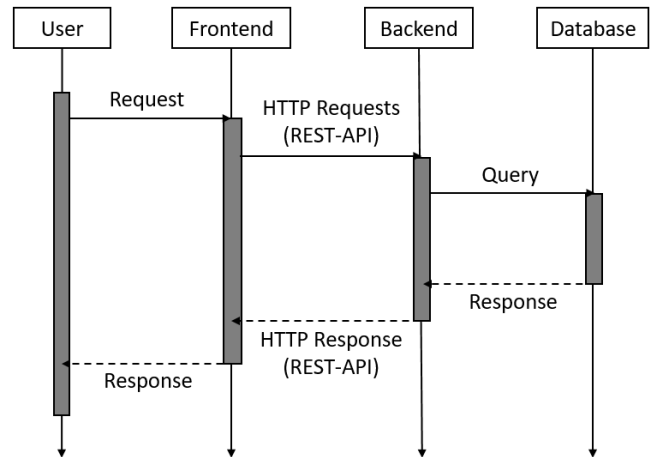 User
Frontend
Backend
Database
Request
HTTP Requests
(REST-API)
Query
Response
HTTP Response
(REST-API)
Response